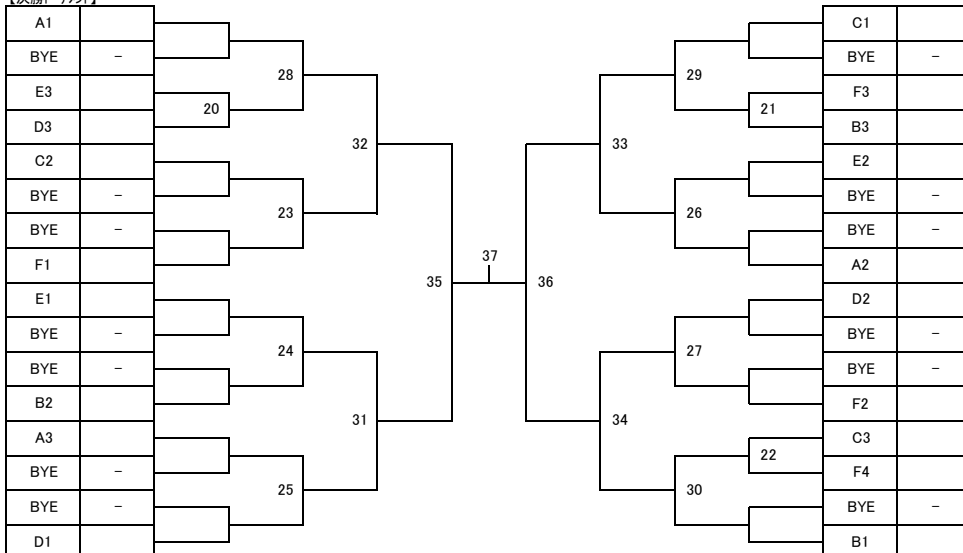 A1 C1
BYE - BYE -
28 29
E3 F3
20 21
D3 B3
32 33
C2 E2
BYE - BYE -
23 26
BYE - BYE -
F1 A2
37
35 36
E1 D2
BYE - BYE -
24 27
BYE - BYE -
B2 F2
31 34
A3 C3
22
BYE - F4
25 30
BYE - BYE -
D1 B1